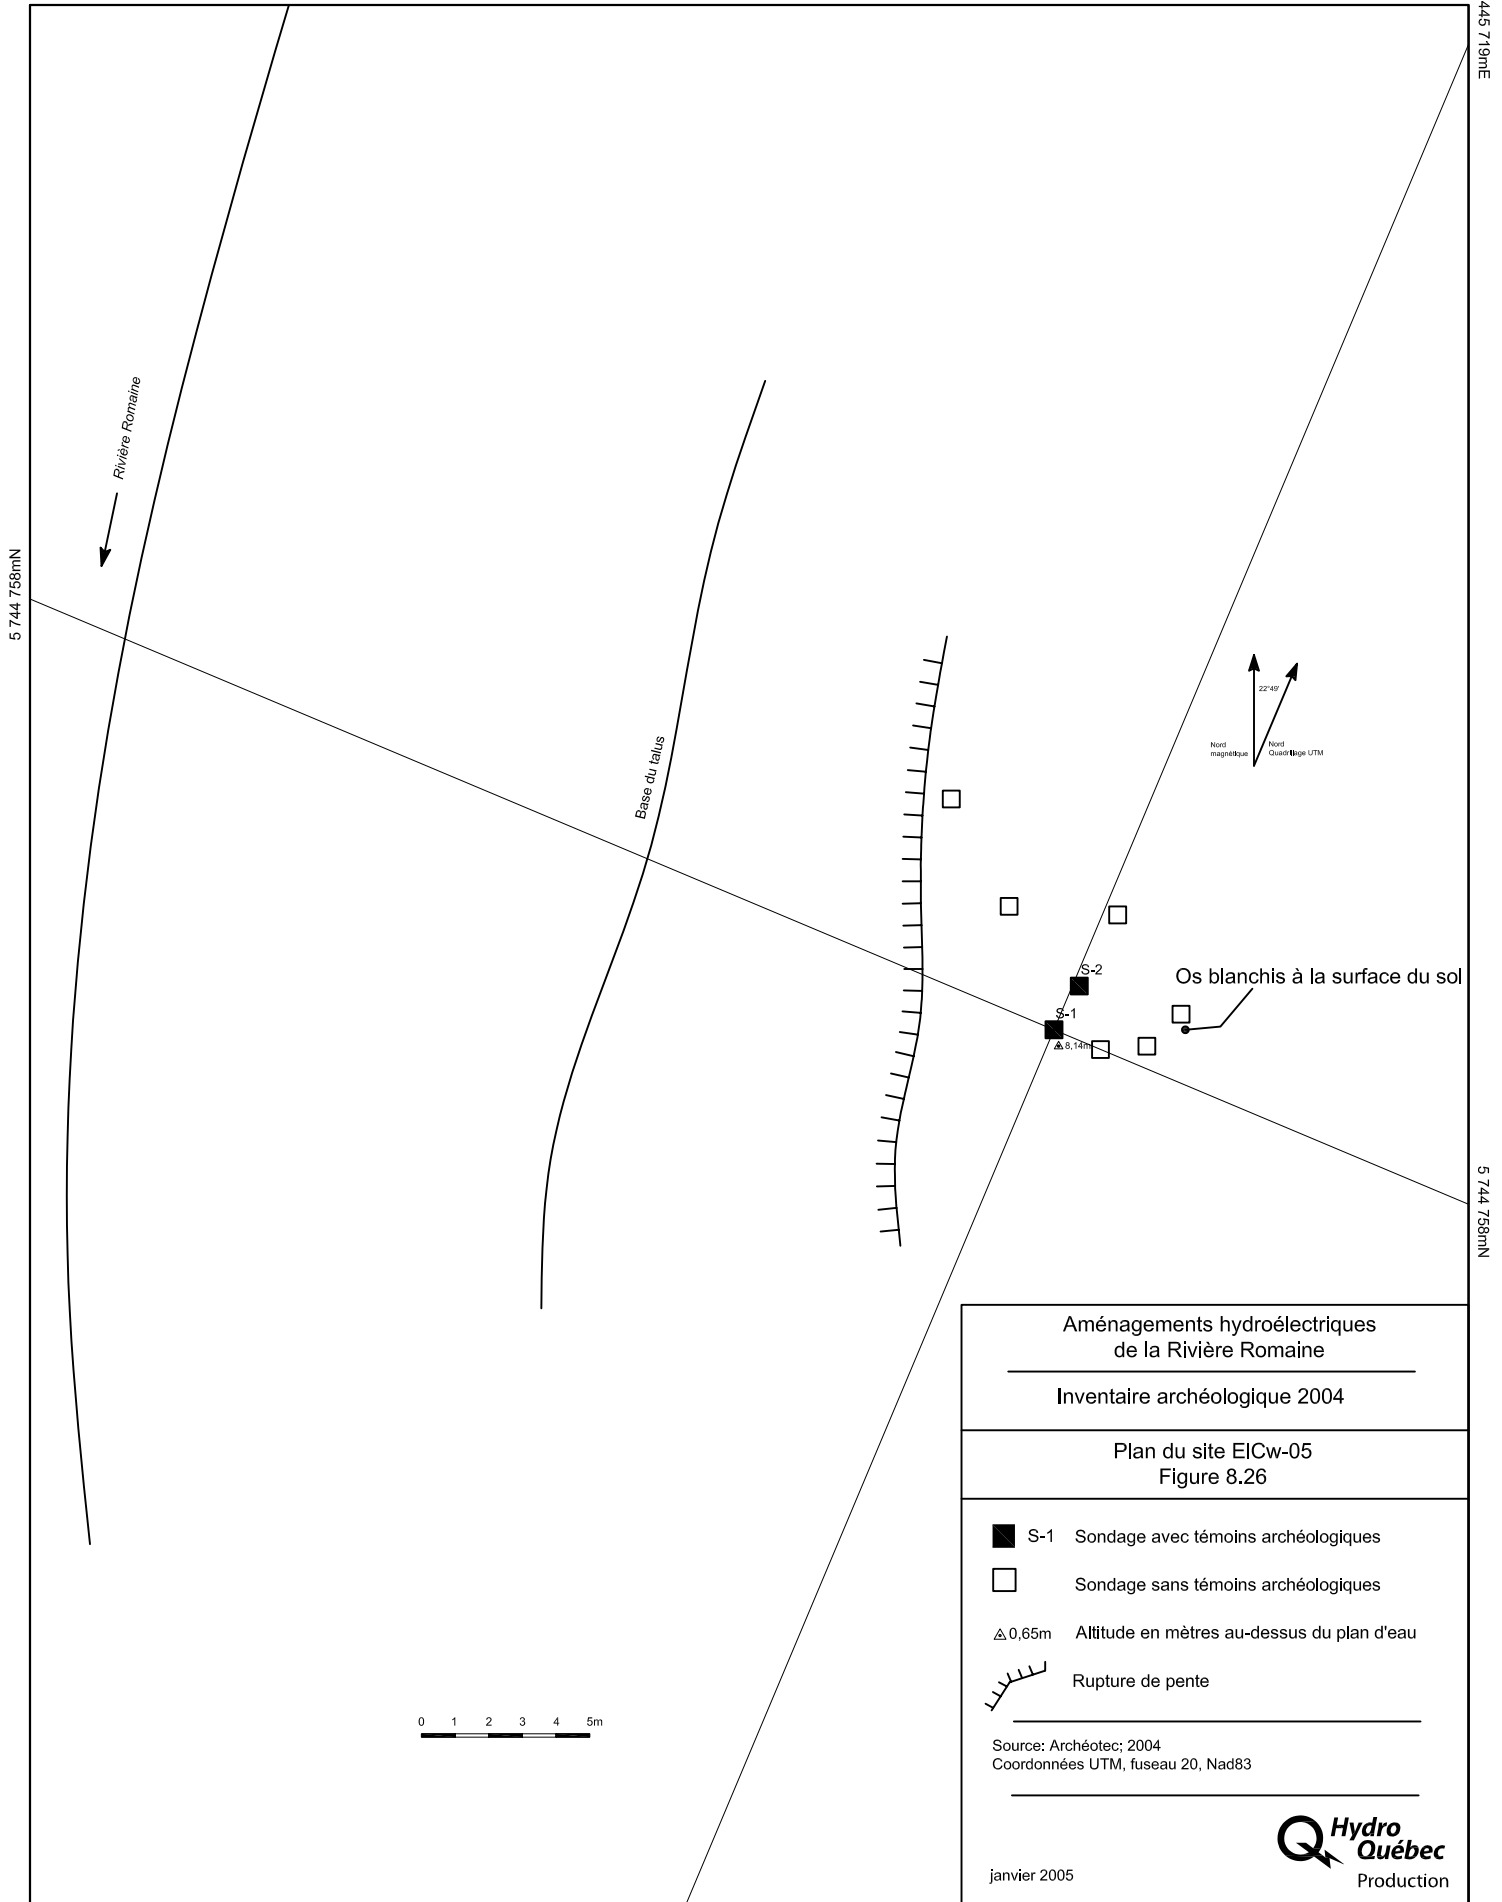 445 719mE
Rivière Romaine
5 744 758mN
22°49'
Nord
magnétique
Nord
Quadrillage UTM
Base du talus
S-2
Os blanchis à la surface du sol
S-1
8,14m
5 744 758mN
Aménagements hydroélectriques
de la Rivière Romaine
Inventaire archéologique 2004
Plan du site EICw-05
Figure 8.26
S-1 Sondage avec témoins archéologiques
Sondage sans témoins archéologiques
0,65m Altitude en mètres au-dessus du plan d'eau
Rupture de pente
0 1 2 3 4 5m
Source: Archéotec; 2004
Coordonnées UTM, fuseau 20, Nad83
Hydro
Québec
Production
janvier 2005